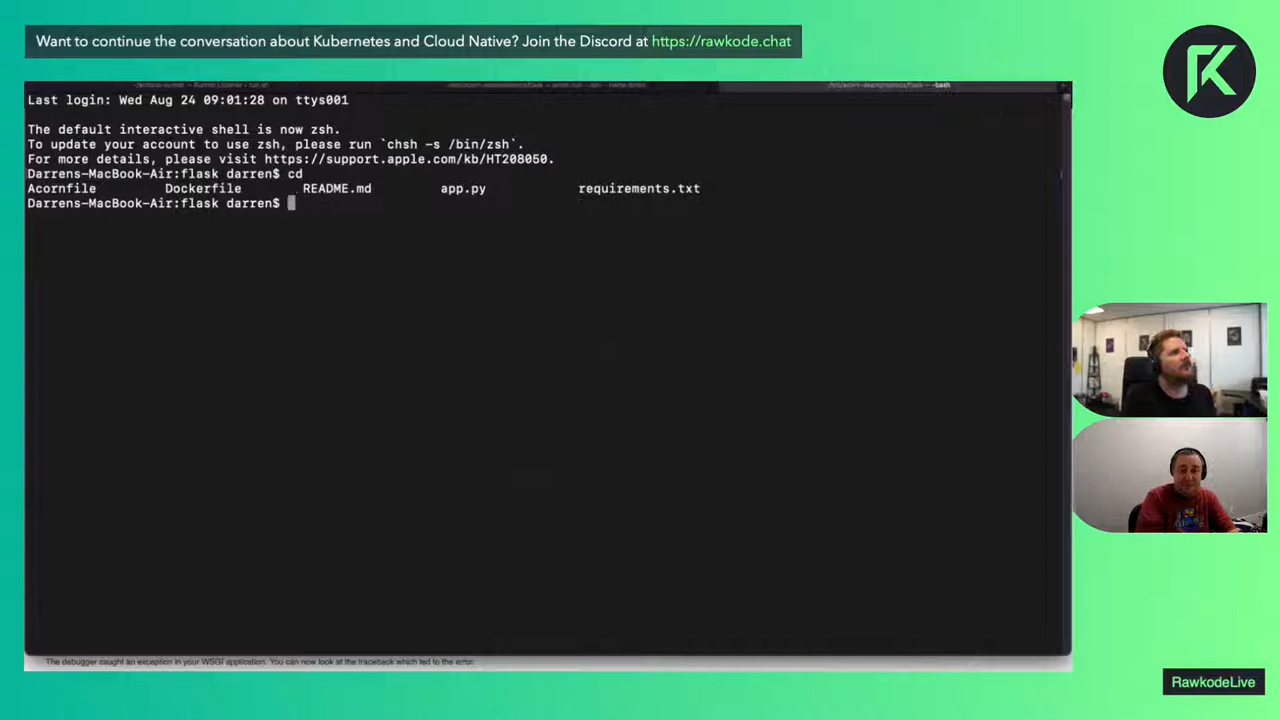 Want to continue the conversation about Kubernetes and Cloud Native? Join the Discord at https://rawkode.chat
Last login: Wed Aug 24 09:01:28 on ttys001
The default interactive shell is now zsh.
To update your account to use zsh, please run `chsh -s /bin/zsh`.
For more details, please visit https://support.apple.com/kb/HT208050.
Darrens-MacBook-Air:flask darren$ cd
Acornfile Dockerfile README.md app.py requirements.txt
Darrens-MacBook-Air:flask darren$
The debugger caught an exception in your WSGI application. You can now look at the traceback which led to the error.
RawkodeLive